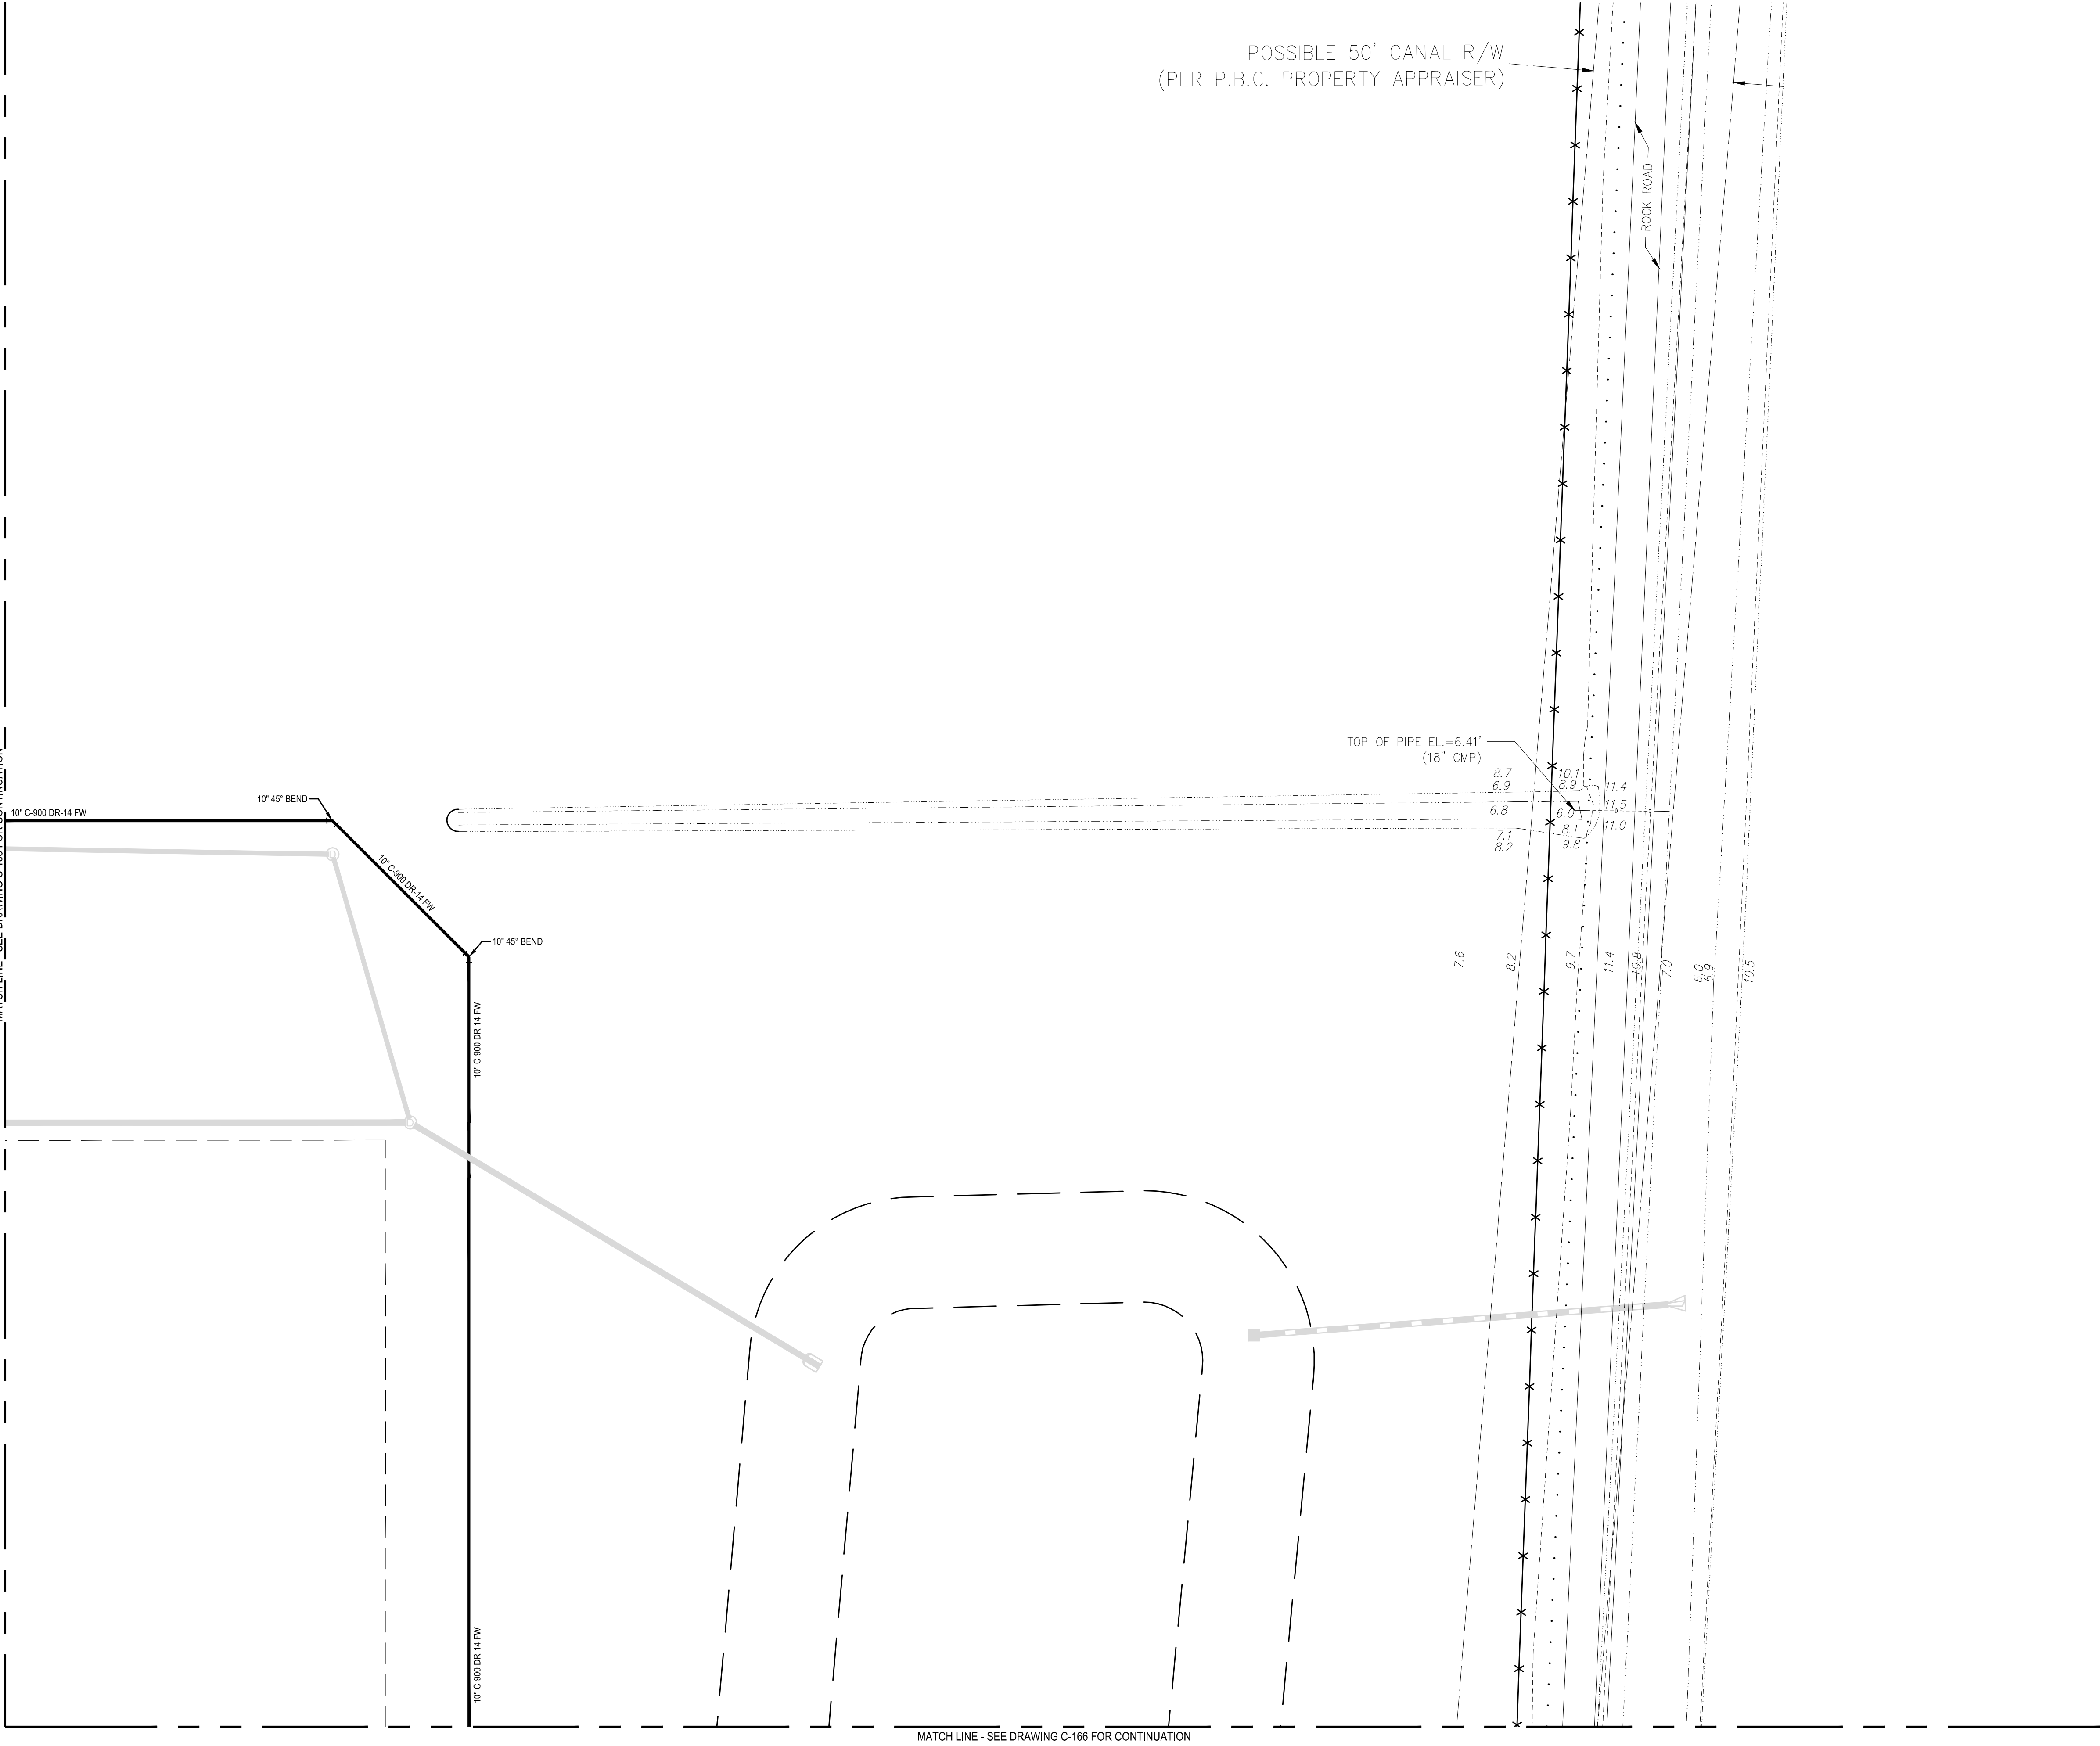 POSSIBLE 50' CANAL R/W
(PER P.B.C. PROPERTY APPRAISER)
ROCK ROAD
TOP OF PIPE EL.=6.41'
(18" CMP)
8.7
6.9
6.8
7.1
8.2
10.1
8.9
6.0
8.1
9.8
11.4
11.5
11.0
10" 45° BEND
10" C-900 DR-14 FW
10" C-900 DR-14 FW
10" 45° BEND
10" C-900 DR-14 FW
7.6
8.2
9.7
11.4
10.8
7.0
6.0
6.9
10.5
10" C-900 DR-14 FW
MATCH LINE - SEE DRAWING C-166 FOR CONTINUATION